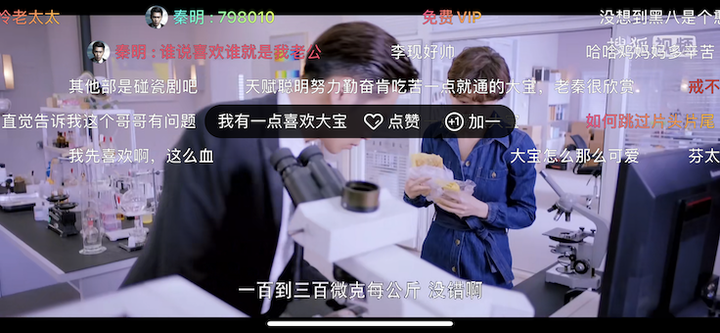 冷老太太
秦明 : 798010
免费 VIP
没想到黑八是个
秦明 : 谁说喜欢谁就是我老公
李现好帅
哈哈鸡妈妈多辛苦
搜狐视频
其他部是碰瓷剧吧
天赋聪明努力勤奋肯吃苦一点就通的大宝，老秦很欣赏。
戒不
直觉告诉我这个哥哥有问题
我有一点喜欢大宝
点赞
+1 加一
如何跳过片头片尾
我先喜欢啊，这么血
大宝怎么那么可爱
芬太
一百到三百微克每公斤 没错啊